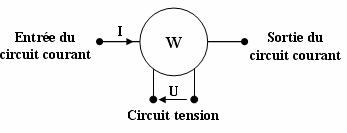 I
Entrée du
circuit courant
W
Sortie du
circuit courant
U
Circuit tension